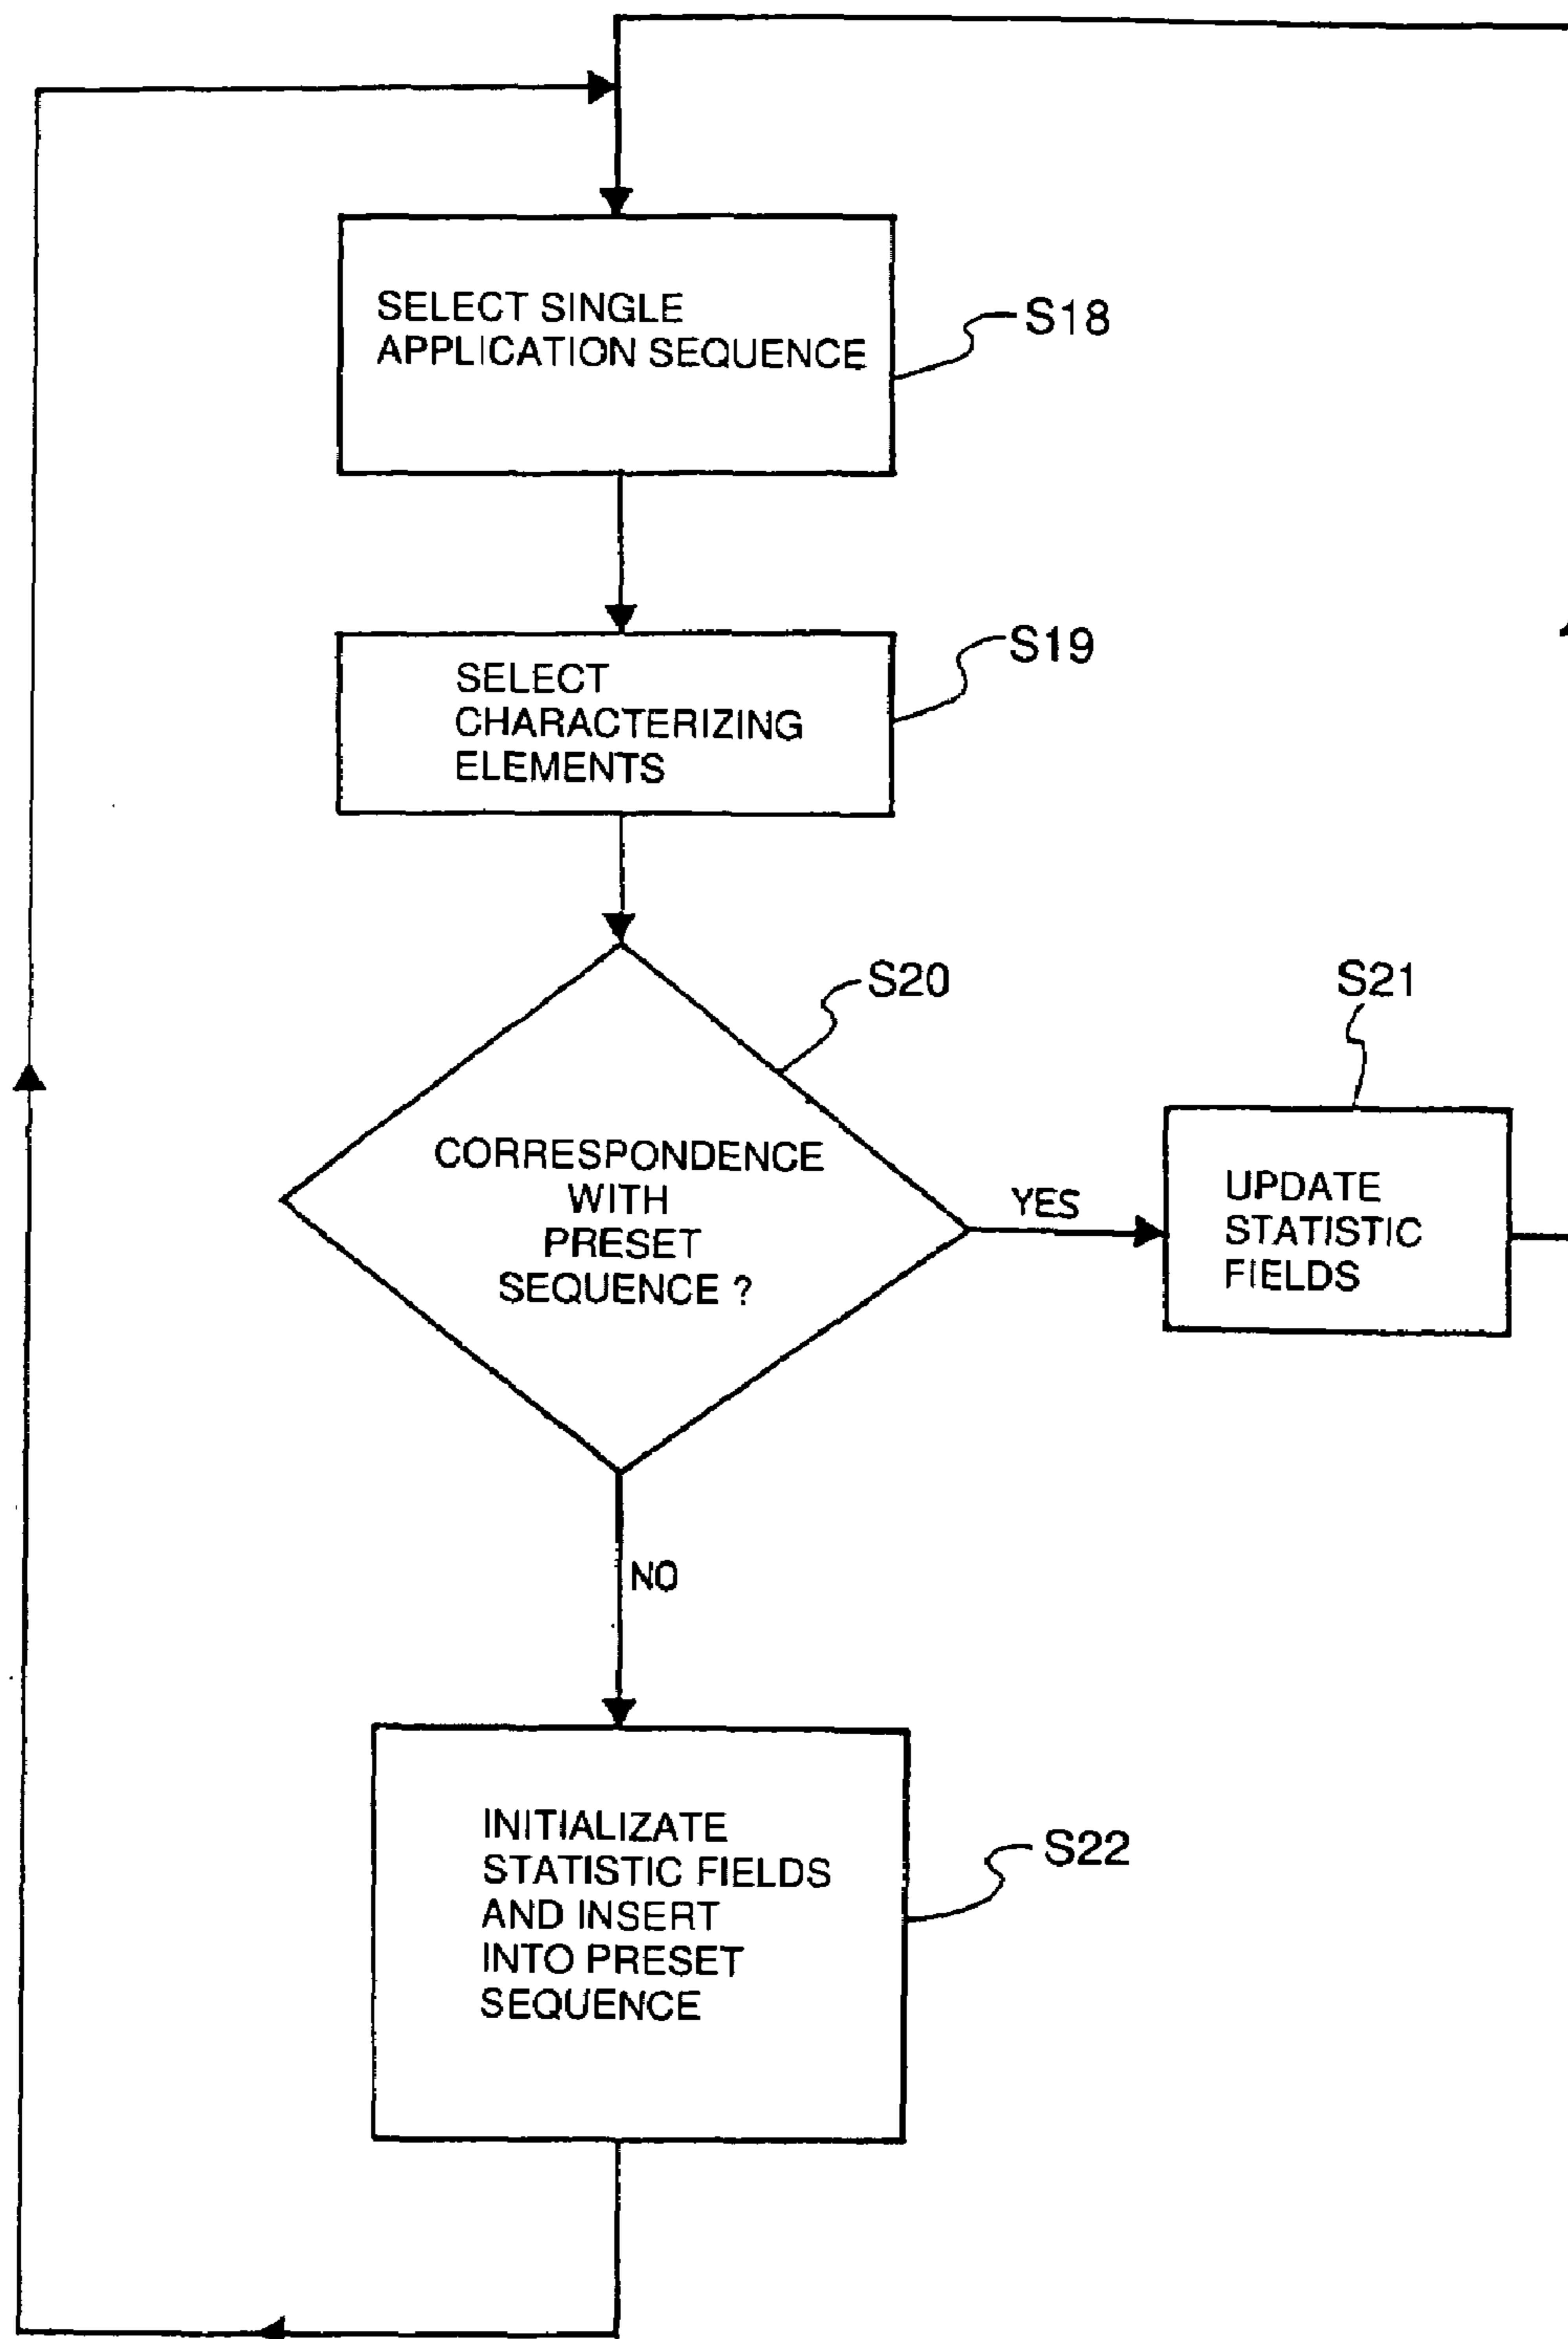 SELECT SINGLE
APPLICATION SEQUENCE
S18
SELECT
CHARACTERIZING
ELEMENTS
S19
S20
CORRESPONDENCE
WITH
PRESET
SEQUENCE ?
YES
S21
UPDATE
STATISTIC
FIELDS
NO
INITIALIZATE
STATISTIC FIELDS
AND INSERT
INTO PRESET
SEQUENCE
S22